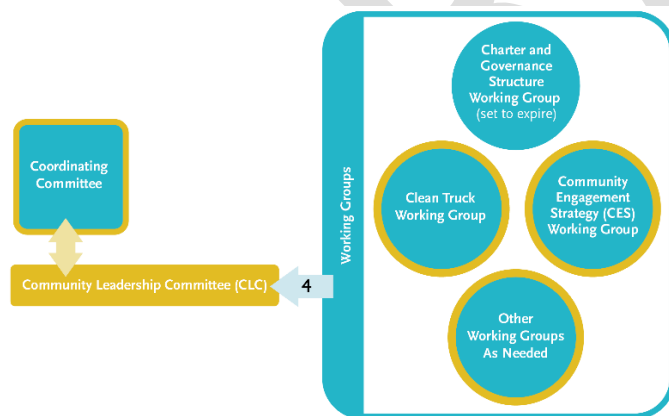 Charter and
Governance
Structure
Working Group
(set to expire)
Coordinating
Committee
Clean Truck
Working Group
Community
Engagement
Strategy (CES)
Working Group
Working Groups
Community Leadership Committee (CLC)
4
Other
Working Groups
As Needed